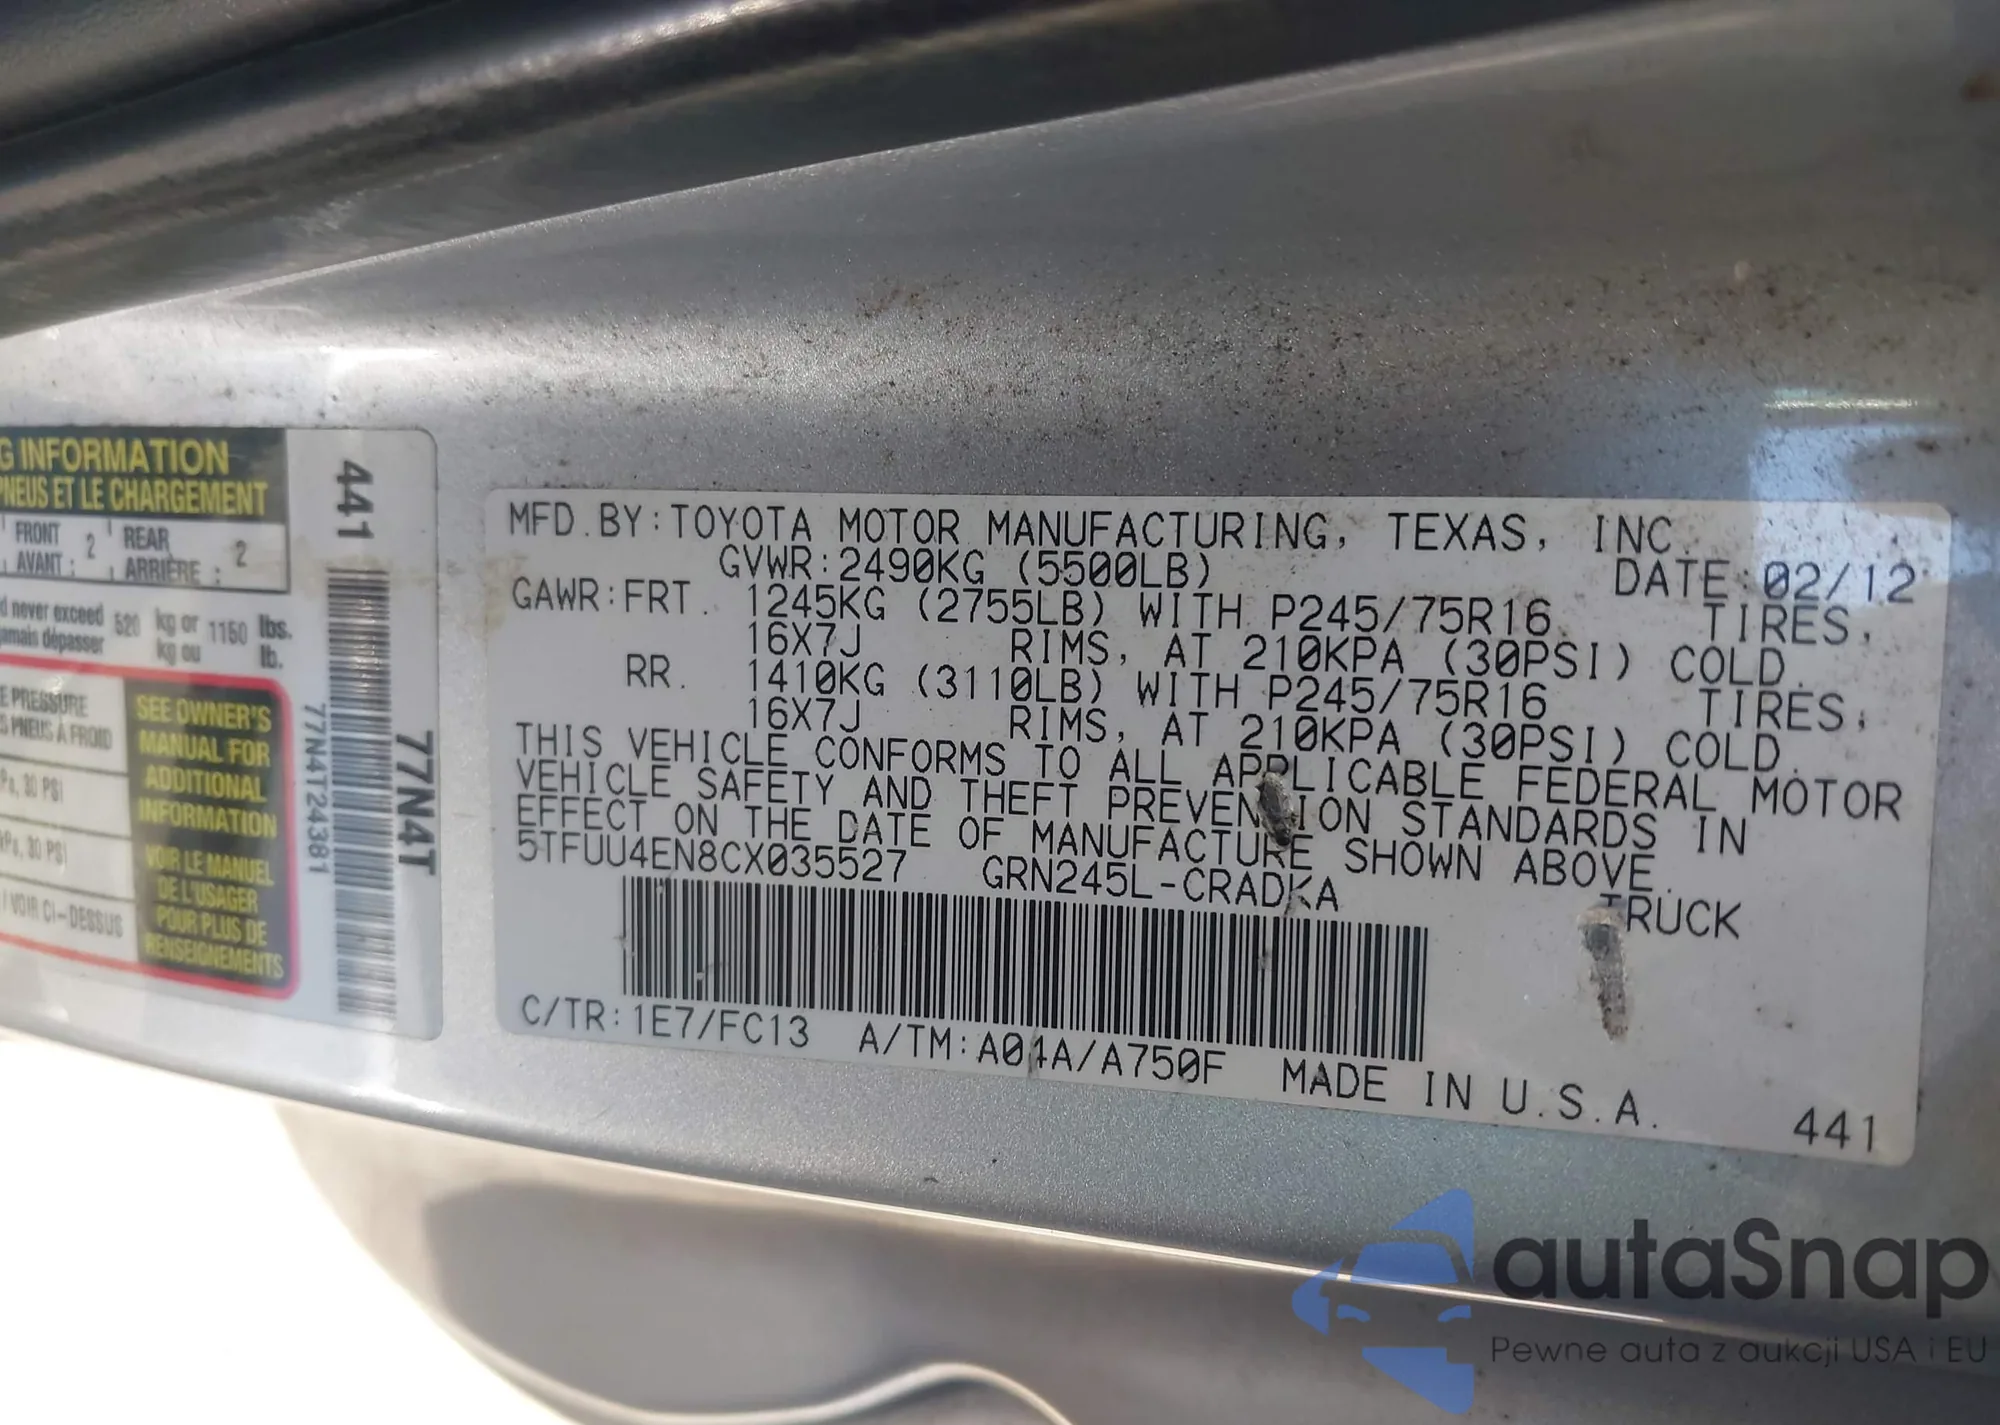 G INFORMATION
PNEUS ET LE CHARGEMENT
FRONT 2 REAR 2
AVANT : ARRIÈRE :
d never exceed 520 kg or 1150 lbs.
jamais dépasser kg ou lb.
E PRESSURE
S PNEUS À FROID
Pa, 30 PSI
kPa, 30 PSI
/ VOIR CI-DESSUS
SEE OWNER'S
MANUAL FOR
ADDITIONAL
INFORMATION
VOIR LE MANUEL
DE L'USAGER
POUR PLUS DE
RENSEIGNEMENTS
441
77N4T24381
77N4T
MFD. BY: TOYOTA MOTOR MANUFACTURING, TEXAS, INC.
GVWR: 2490KG (5500LB) DATE: 02/12
GAWR: FRT. 1245KG (2755LB) WITH P245/75R16 TIRES,
16X7J RIMS, AT 210KPA (30PSI) COLD.
RR. 1410KG (3110LB) WITH P245/75R16 TIRES,
16X7J RIMS, AT 210KPA (30PSI) COLD.
THIS VEHICLE CONFORMS TO ALL APPLICABLE FEDERAL MOTOR
VEHICLE SAFETY AND THEFT PREVENTION STANDARDS IN
EFFECT ON THE DATE OF MANUFACTURE SHOWN ABOVE.
5TFUU4EN8CX035527 GRN245L-CRADKA TRUCK
C/TR: 1E7/FC13 A/TM: A04A/A750F MADE IN U.S.A.
441
autaSnap
Pewne auta z aukcji USA i EU